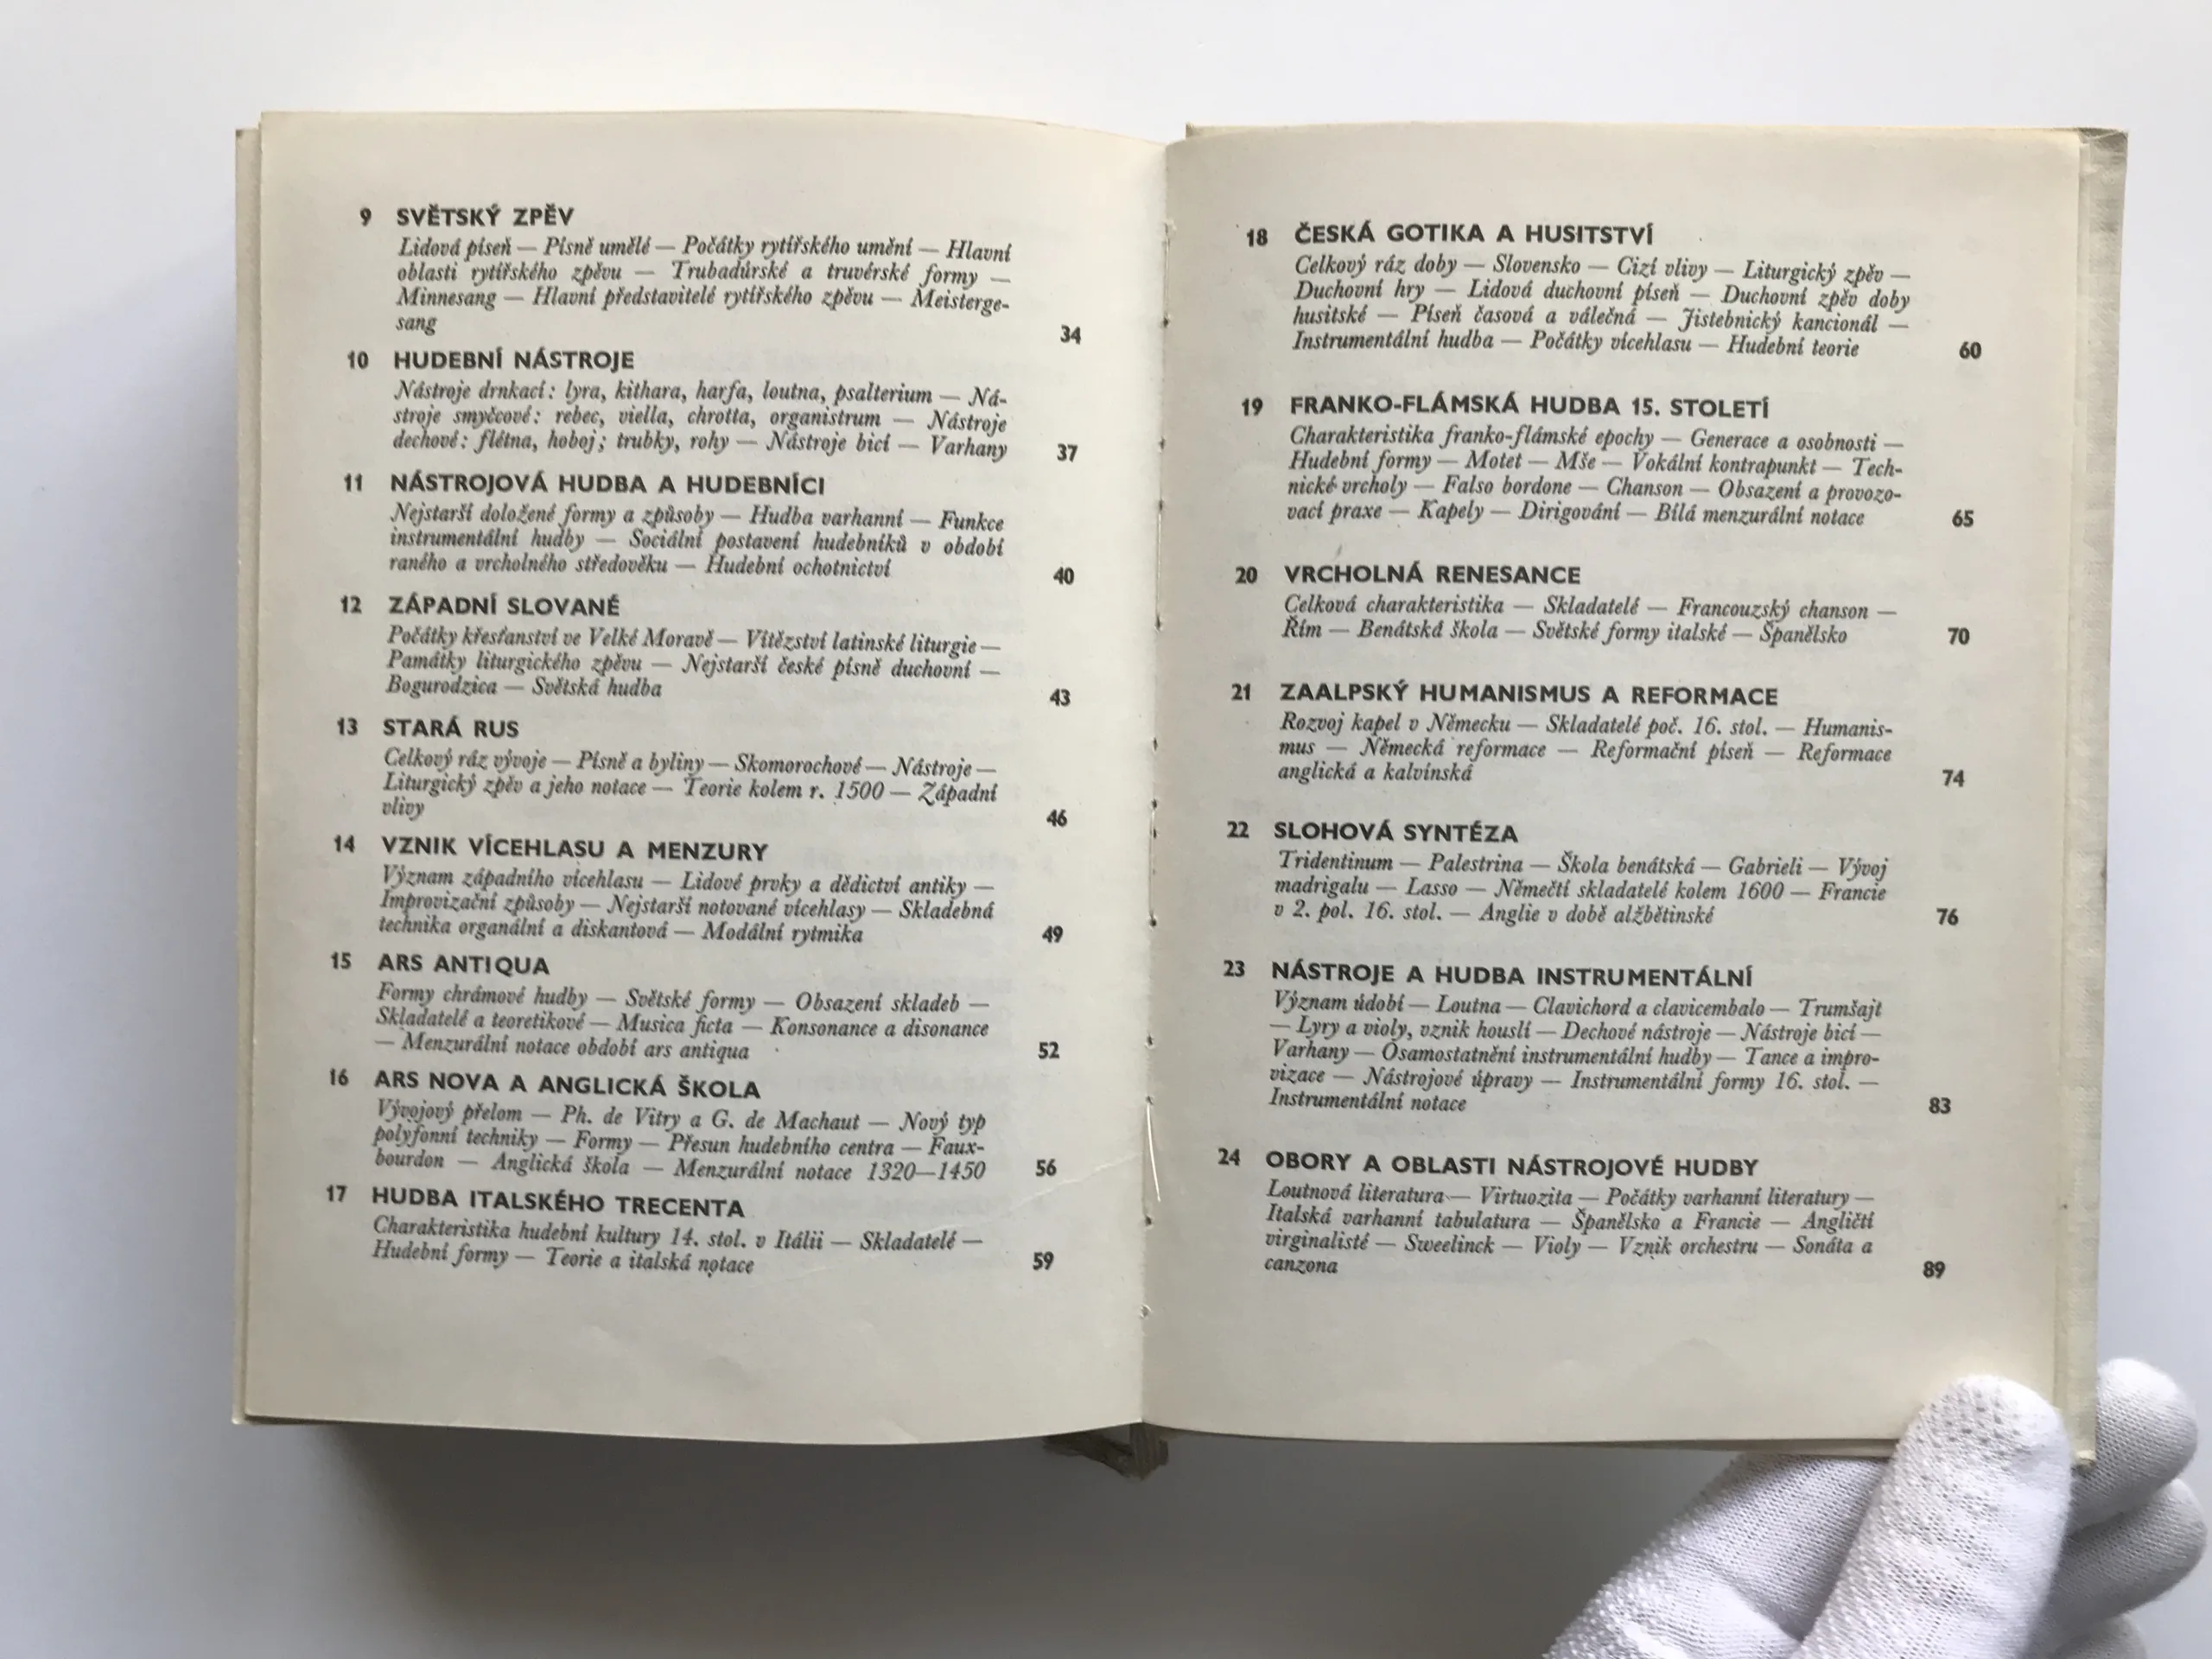 9 SVĚTSKÝ ZPĚV
Lidová píseň — Písně umělé — Počátky rytířského umění — Hlavní
oblasti rytířského zpěvu — Trubadúrské a truvérské formy —
Minnesang — Hlavní představitelé rytířského zpěvu — Meisterge-
sang 34
10 HUDEBNÍ NÁSTROJE
Nástroje drnkací: lyra, kithara, harfa, loutna, psalterium — Ná-
stroje smyčcové: rebec, viella, chrotta, organistrum — Nástroje
dechové: flétna, hoboj; trubky, rohy — Nástroje bicí — Varhany 37
11 NÁSTROJOVÁ HUDBA A HUDEBNÍCI
Nejstarší doložené formy a způsoby — Hudba varhanní — Funkce
instrumentální hudby — Sociální postavení hudebníků v období
raného a vrcholného středověku — Hudební ochotnictví 40
12 ZÁPADNÍ SLOVANÉ
Počátky křesťanství ve Velké Moravě — Vítězství latinské liturgie —
Památky liturgického zpěvu — Nejstarší české písně duchovní —
Bogurodzica — Světská hudba 43
13 STARÁ RUS
Celkový ráz vývoje — Písně a byliny — Skomorochové — Nástroje —
Liturgický zpěv a jeho notace — Teorie kolem r. 1500 — Západní
vlivy 46
14 VZNIK VÍCEHLASU A MENZURY
Význam západního vícehlasu — Lidové prvky a dědictví antiky —
Improvizační způsoby — Nejstarší notované vícehlasy — Skladebná
technika organální a diskantová — Modální rytmika 49
15 ARS ANTIQUA
Formy chrámové hudby — Světské formy — Obsazení skladeb —
Skladatelé a teoretikové — Musica ficta — Konsonance a disonance
— Menzurální notace období ars antiqua 52
16 ARS NOVA A ANGLICKÁ ŠKOLA
Vývojový přelom — Ph. de Vitry a G. de Machaut — Nový typ
polyfonní techniky — Formy — Přesun hudebního centra — Faux-
bourdon — Anglická škola — Menzurální notace 1320—1450 56
17 HUDBA ITALSKÉHO TRECENTA
Charakteristika hudební kultury 14. stol. v Itálii — Skladatelé —
Hudební formy — Teorie a italská notace 59
18 ČESKÁ GOTIKA A HUSITSTVÍ
Celkový ráz doby — Slovensko — Cizí vlivy — Liturgický zpěv —
Duchovní hry — Lidová duchovní píseň — Duchovní zpěv doby
husitské — Píseň časová a válečná — Jistebnický kancionál —
Instrumentální hudba — Počátky vícehlasu — Hudební teorie 60
19 FRANKO-FLÁMSKÁ HUDBA 15. STOLETÍ
Charakteristika franko-flámské epochy — Generace a osobnosti —
Hudební formy — Motet — Mše — Vokální kontrapunkt — Tech-
nické vrcholy — Falso bordone — Chanson — Obsazení a provozo-
vací praxe — Kapely — Dirigování — Bílá menzurální notace 65
20 VRCHOLNÁ RENESANCE
Celková charakteristika — Skladatelé — Francouzský chanson —
Řím — Benátská škola — Světské formy italské — Španělsko 70
21 ZAALPSKÝ HUMANISMUS A REFORMACE
Rozvoj kapel v Německu — Skladatelé poč. 16. stol. — Humanis-
mus — Německá reformace — Reformační píseň — Reformace
anglická a kalvínská 74
22 SLOHOVÁ SYNTÉZA
Tridentinum — Palestrina — Škola benátská — Gabrieli — Vývoj
madrigalu — Lasso — Němečtí skladatelé kolem 1600 — Francie
v 2. pol. 16. stol. — Anglie v době alžbětinské 76
23 NÁSTROJE A HUDBA INSTRUMENTÁLNÍ
Význam údobí — Loutna — Clavichord a clavicembalo — Trumšajt
— Lyry a violy, vznik houslí — Dechové nástroje — Nástroje bicí —
Varhany — Osamostatnění instrumentální hudby — Tance a impro-
vizace — Nástrojové úpravy — Instrumentální formy 16. stol. —
Instrumentální notace 83
24 OBORY A OBLASTI NÁSTROJOVÉ HUDBY
Loutnová literatura — Virtuozita — Počátky varhanní literatury —
Italská varhanní tabulatura — Španělsko a Francie — Angličtí
virginalisté — Sweelinck — Violy — Vznik orchestru — Sonáta a
canzona 89